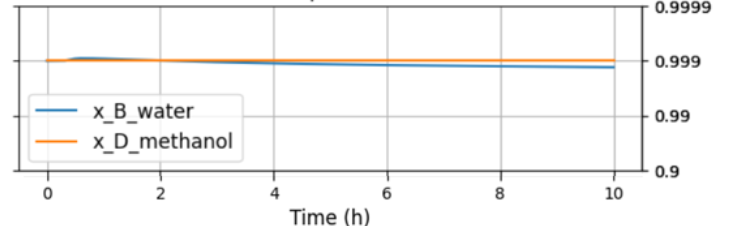 0.9999
0.999
0.99
0.9
x_B_water
x_D_methanol
0 2 4 6 8 10
Time (h)